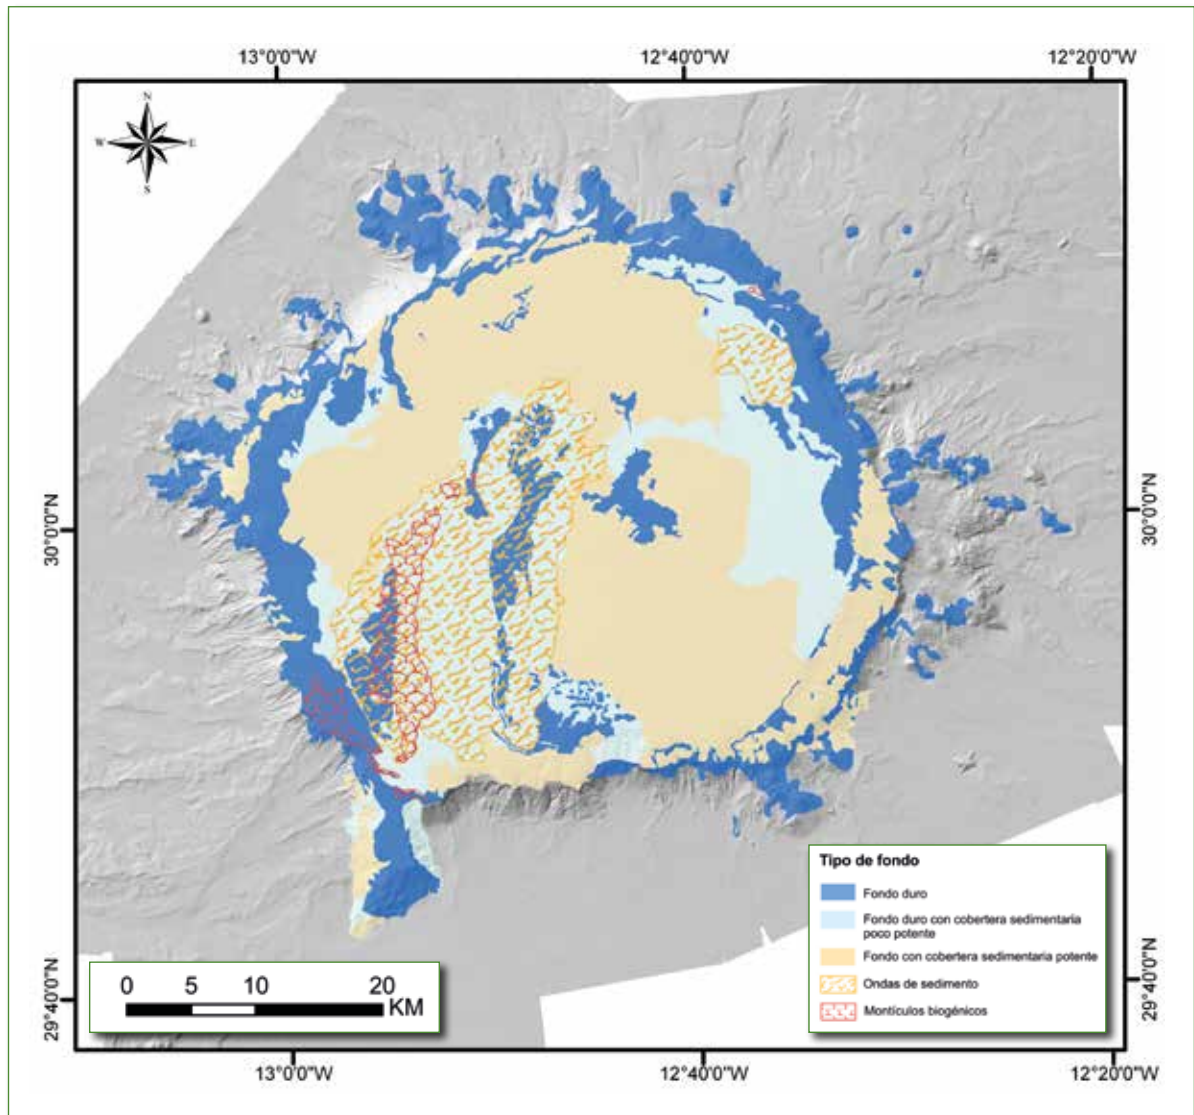 13°0'0"W 12°40'0"W 12°20'0"W
N
W E
S
30°0'0"N 30°0'0"N
Tipo de fondo
Fondo duro
Fondo duro con cobertera sedimentaria
poco potente
Fondo con cobertera sedimentaria potente
Ondas de sedimento
Montículos biogénicos
29°40'0"N 29°40'0"N
0 5 10 20
KM
13°0'0"W 12°40'0"W 12°20'0"W